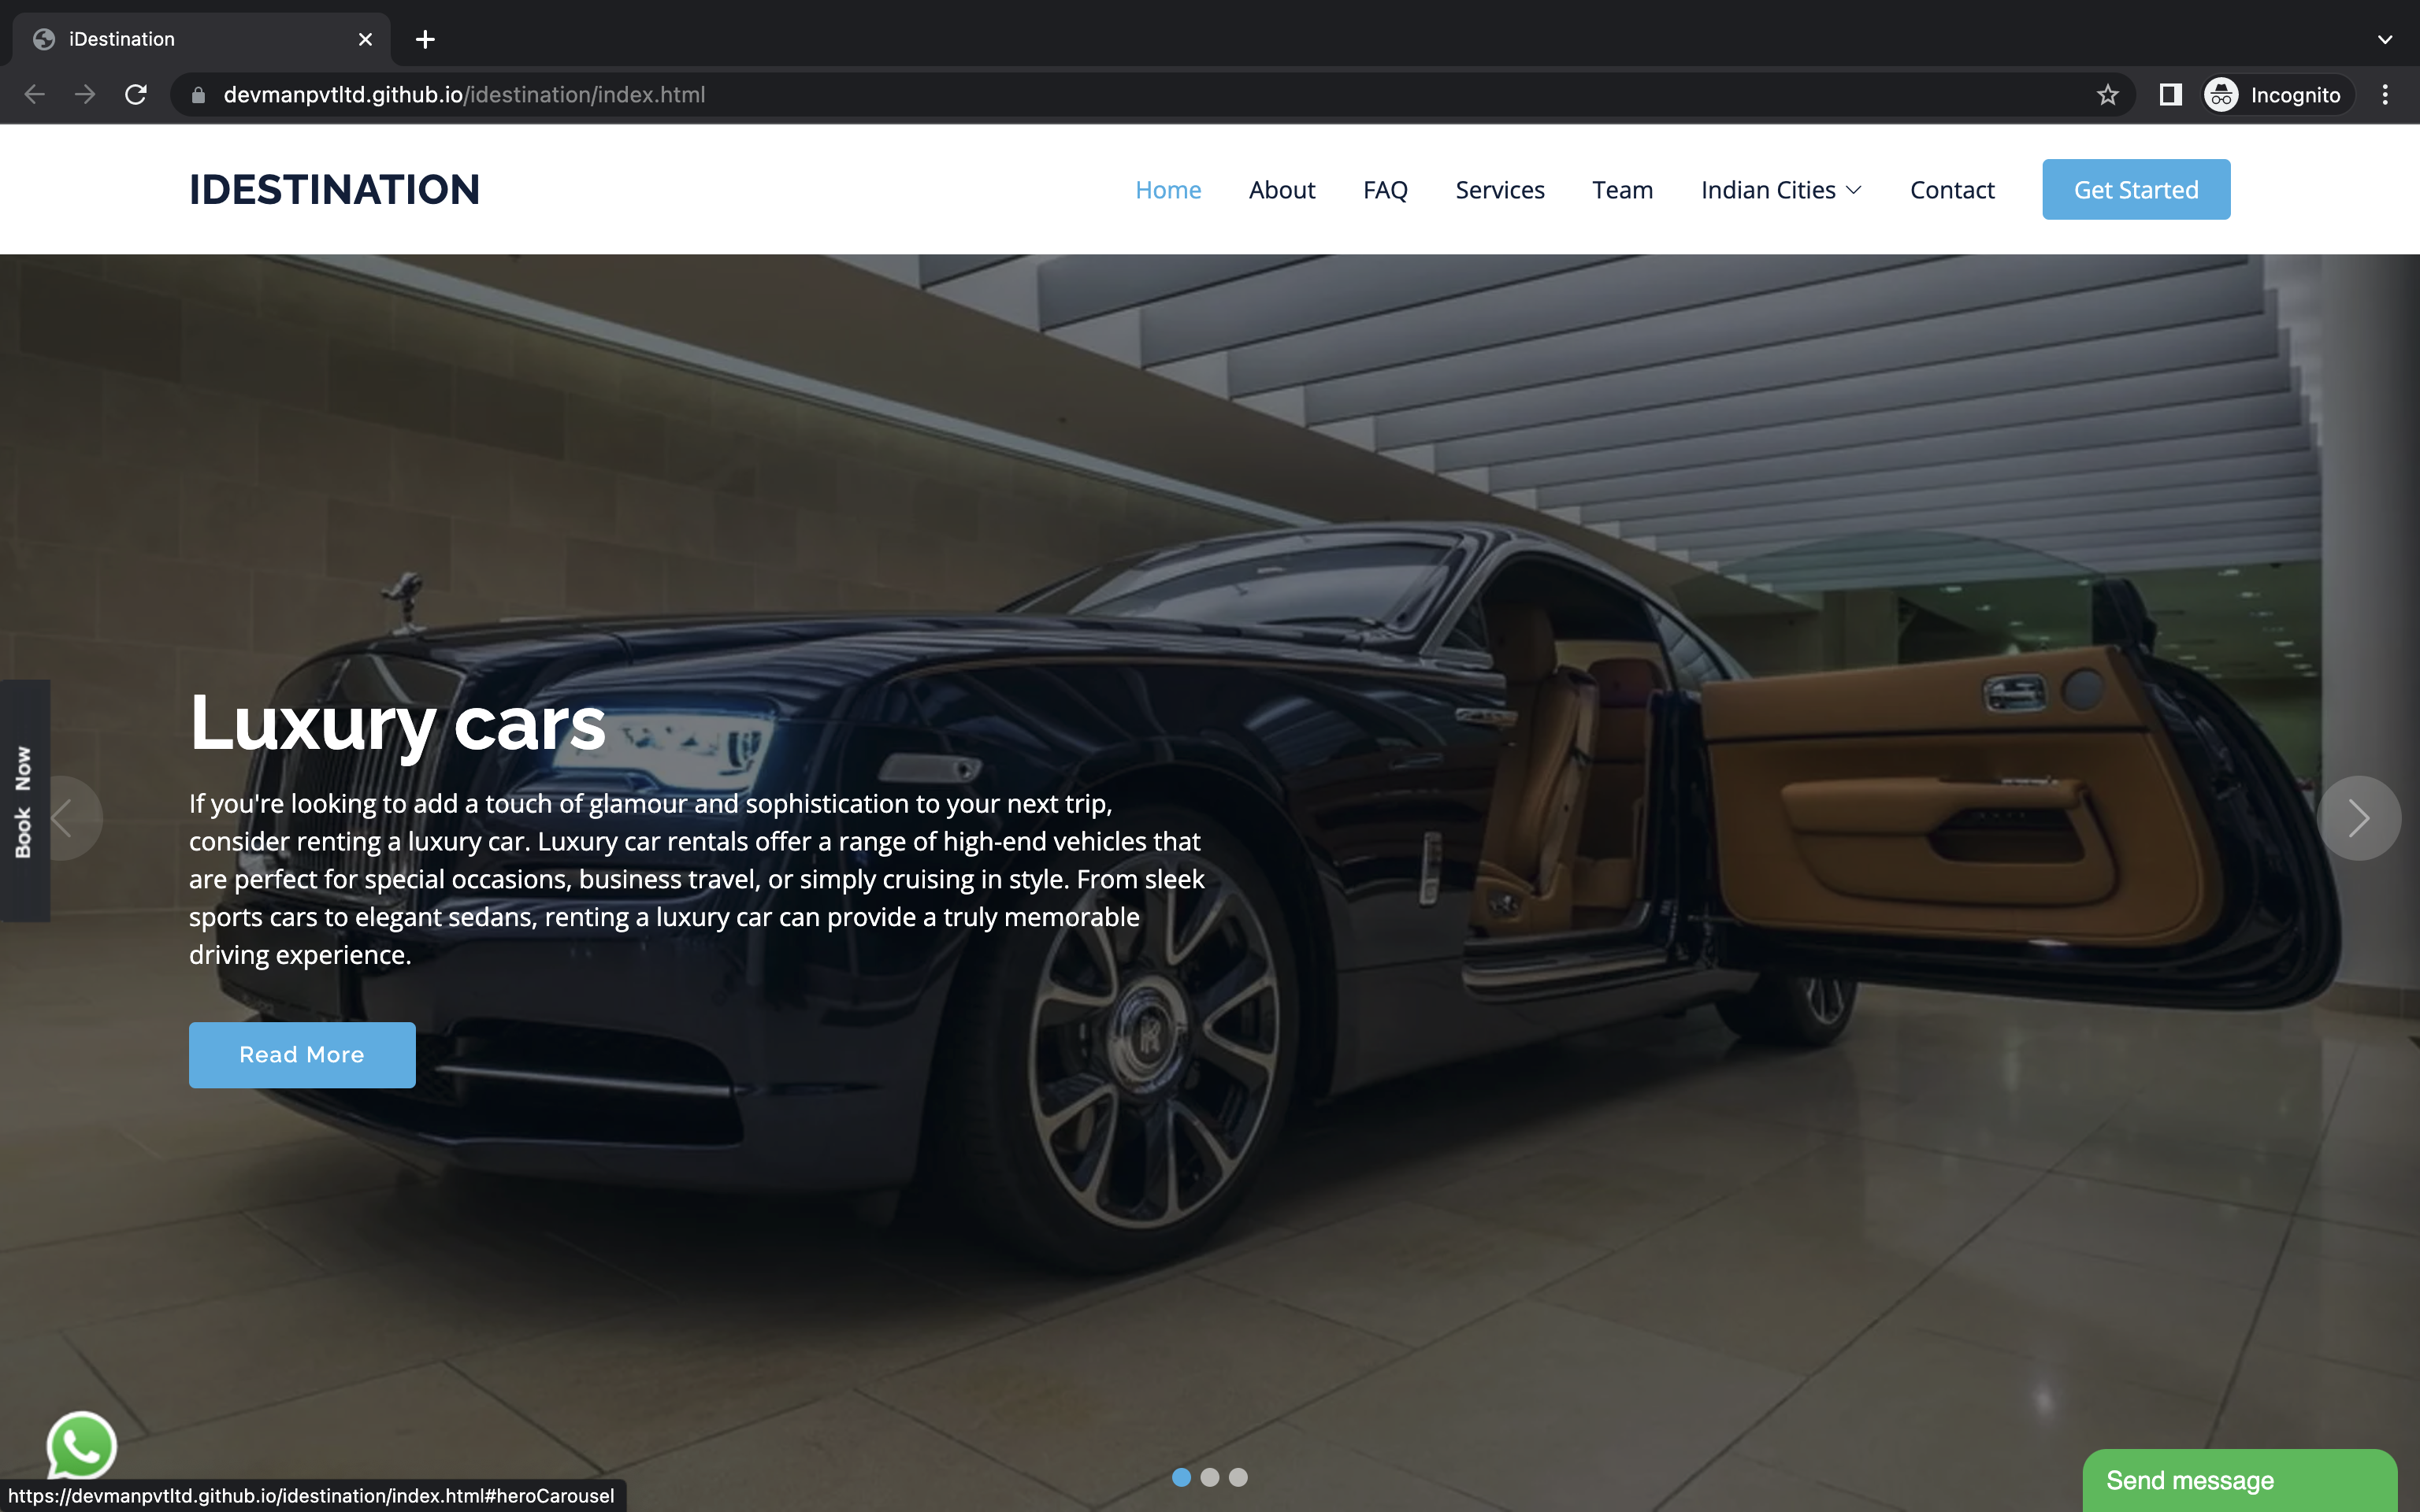 iDestination
devmanpvtltd.github.io/idestination/index.html
Incognito
IDESTINATION
Home About FAQ Services Team Indian Cities Contact Get Started
Luxury cars
If you're looking to add a touch of glamour and sophistication to your next trip,
consider renting a luxury car. Luxury car rentals offer a range of high-end vehicles that
are perfect for special occasions, business travel, or simply cruising in style. From sleek
sports cars to elegant sedans, renting a luxury car can provide a truly memorable
driving experience.
Book Now
Read More
Send message
https://devmanpvtltd.github.io/idestination/index.html#heroCarousel